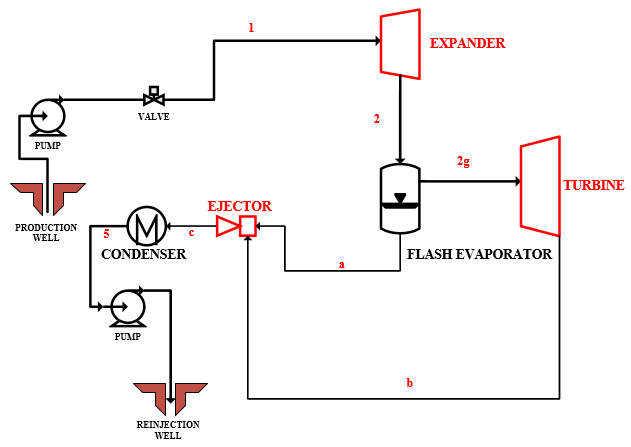 1
EXPANDER
VALVE
2
PUMP
2g
TURBINE
PRODUCTION
WELL
EJECTOR
5
c
CONDENSER
FLASH EVAPORATOR
a
PUMP
b
REINJECTION
WELL